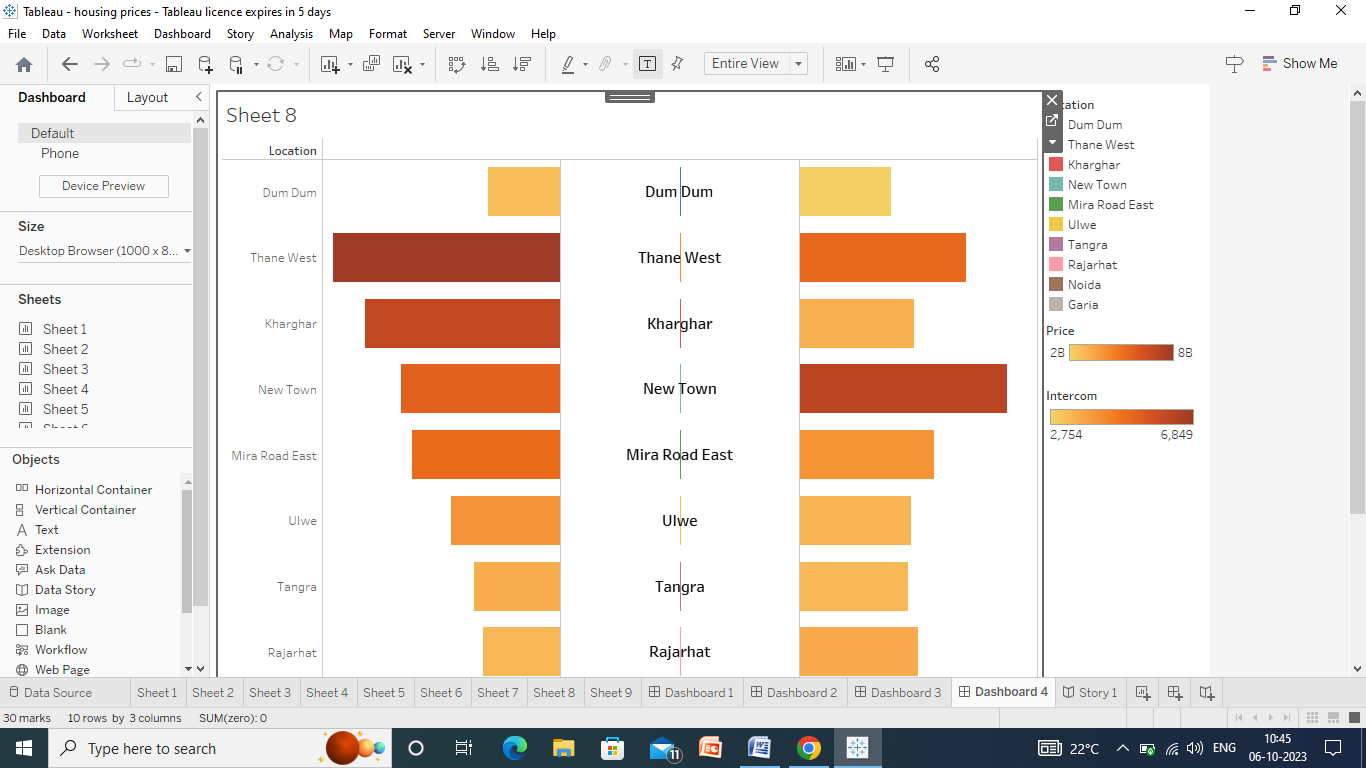 Tableau - housing prices - Tableau licence expires in 5 days
File Data Worksheet Dashboard Story Analysis Map Format Server Window Help
Entire View
Show Me
Dashboard Layout
Default
Phone
Device Preview
Size
Desktop Browser (1000 x 8...
Sheets
Sheet 1
Sheet 2
Sheet 3
Sheet 4
Sheet 5
Objects
Horizontal Container
Vertical Container
Text
Extension
Ask Data
Data Story
Image
Blank
Workflow
Web Page
Sheet 8
Location
Dum Dum Dum Dum
Thane West Thane West
Kharghar Kharghar
New Town New Town
Mira Road East Mira Road East
Ulwe Ulwe
Tangra Tangra
Rajarhat Rajarhat
cation
Dum Dum
Thane West
Kharghar
New Town
Mira Road East
Ulwe
Tangra
Rajarhat
Noida
Garia
Price
2B 8B
Intercom
2,754 6,849
Data Source Sheet 1 Sheet 2 Sheet 3 Sheet 4 Sheet 5 Sheet 6 Sheet 7 Sheet 8 Sheet 9 Dashboard 1 Dashboard 2 Dashboard 3 Dashboard 4 Story 1
30 marks 10 rows by 3 columns SUM(zero): 0
Type here to search
11
22°C
ENG
10:45
06-10-2023